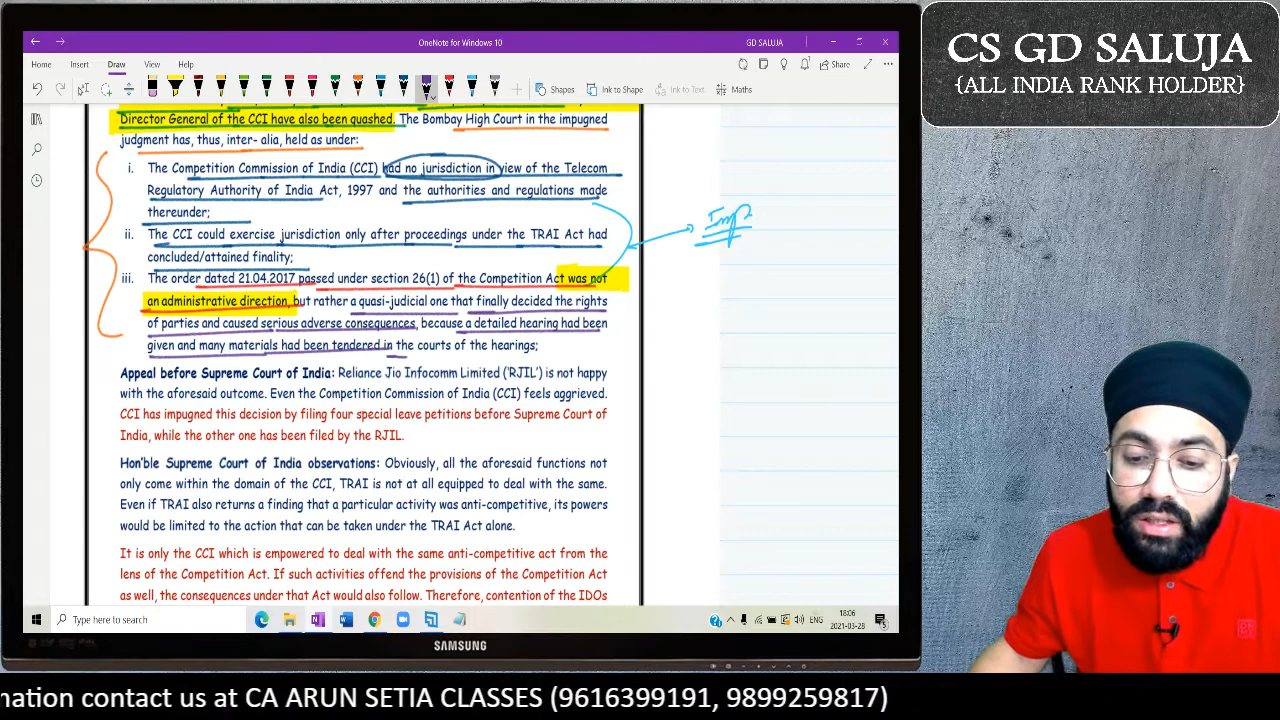 OneNote for Windows 10
GD SALUJA
Home Insert Draw View Help
Share
Shapes Ink to Shape Ink to Text Maths
Director General of the CCI have also been quashed. The Bombay High Court in the impugned
judgment has, thus, inter- alia, held as under:
i. The Competition Commission of India (CCI) had no jurisdiction in view of the Telecom
Regulatory Authority of India Act, 1997 and the authorities and regulations made
thereunder;
ii. The CCI could exercise jurisdiction only after proceedings under the TRAI Act had
concluded/attained finality;
iii. The order dated 21.04.2017 passed under section 26(1) of the Competition Act was not
an administrative direction, but rather a quasi-judicial one that finally decided the rights
of parties and caused serious adverse consequences, because a detailed hearing had been
given and many materials had been tendered in the courts of the hearings;
Imp
Appeal before Supreme Court of India: Reliance Jio Infocomm Limited ('RJIL') is not happy
with the aforesaid outcome. Even the Competition Commission of India (CCI) feels aggrieved.
CCI has impugned this decision by filing four special leave petitions before Supreme Court of
India, while the other one has been filed by the RJIL.
Hon'ble Supreme Court of India observations: Obviously, all the aforesaid functions not
only come within the domain of the CCI, TRAI is not at all equipped to deal with the same.
Even if TRAI also returns a finding that a particular activity was anti-competitive, its powers
would be limited to the action that can be taken under the TRAI Act alone.
It is only the CCI which is empowered to deal with the same anti-competitive act from the
lens of the Competition Act. If such activities offend the provisions of the Competition Act
as well, the consequences under that Act would also follow. Therefore, contention of the IDOs
Type here to search
ENG
18:06
2021-03-28
SAMSUNG
CS GD SALUJA
{ALL INDIA RANK HOLDER}
nation contact us at CA ARUN SETIA CLASSES (9616399191, 9899259817)